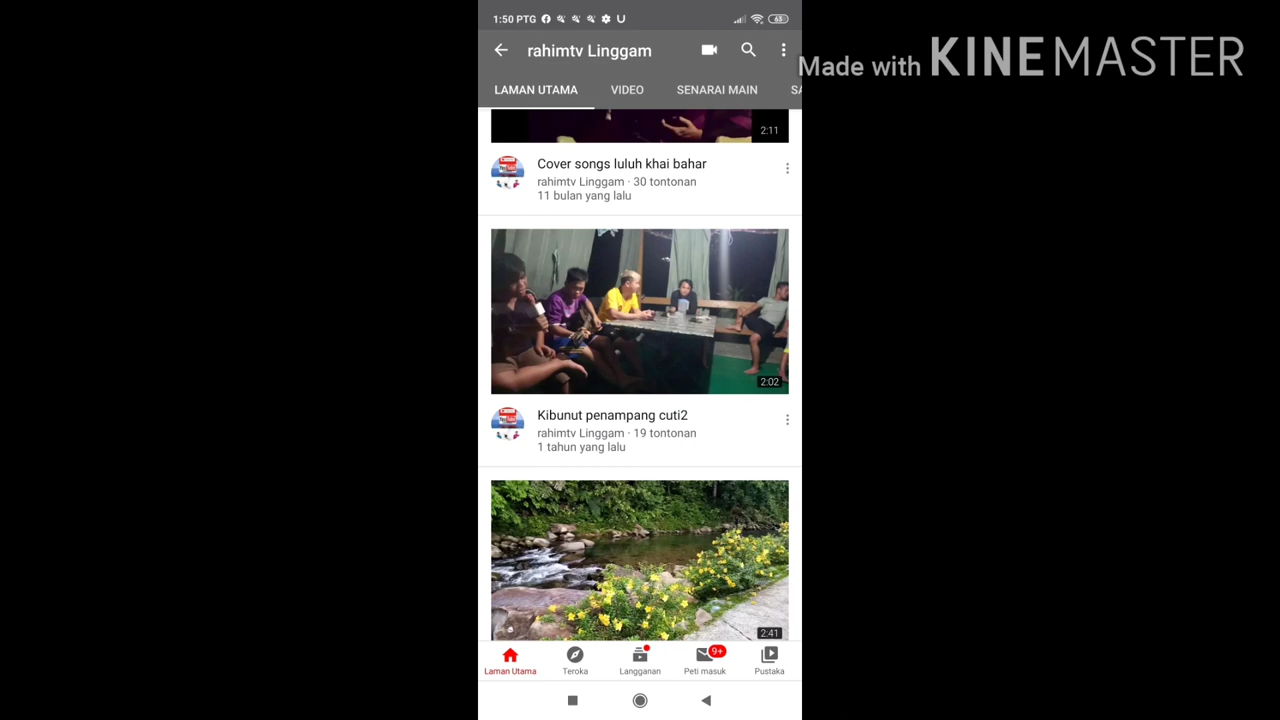 1:50 PTG
63
rahimtv Linggam
Made with KINEMASTER
LAMAN UTAMA VIDEO SENARAI MAIN SA
2:11
Cover songs luluh khai bahar
rahimtv Linggam · 30 tontonan
11 bulan yang lalu
2:02
Kibunut penampang cuti2
rahimtv Linggam · 19 tontonan
1 tahun yang lalu
2:41
9+
Laman Utama Teroka Langganan Peti masuk Pustaka